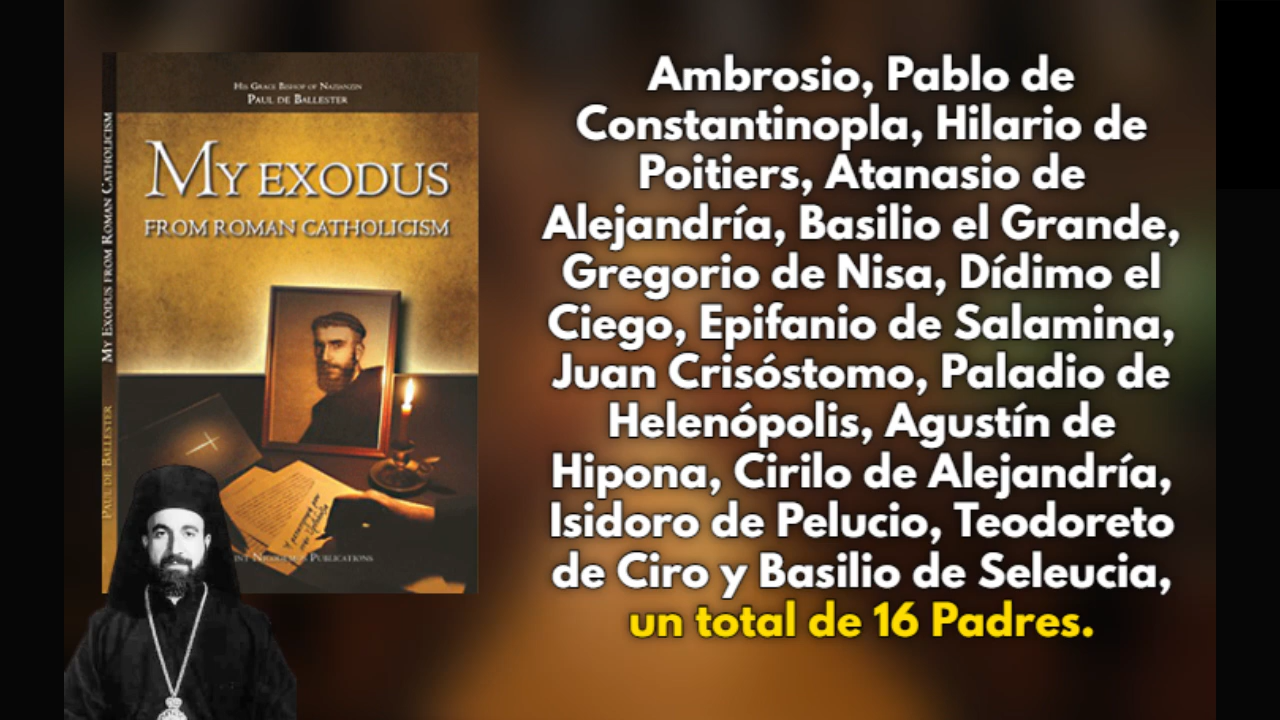 HIS GRACE BISHOP OF NAZIANZIN
PAUL DE BALLESTER
MY EXODUS
FROM ROMAN CATHOLICISM
PUBLICATIONS
MY EXODUS FROM ROMAN CATHOLICISM
PAUL DE BALLESTER
Ambrosio, Pablo de
Constantinopla, Hilario de
Poitiers, Atanasio de
Alejandría, Basilio el Grande,
Gregorio de Nisa, Dídimo el
Ciego, Epifanio de Salamina,
Juan Crisóstomo, Paladio de
Helenópolis, Agustín de
Hipona, Cirilo de Alejandría,
Isidoro de Pelucio, Teodoreto
de Ciro y Basilio de Seleucia,
un total de 16 Padres.